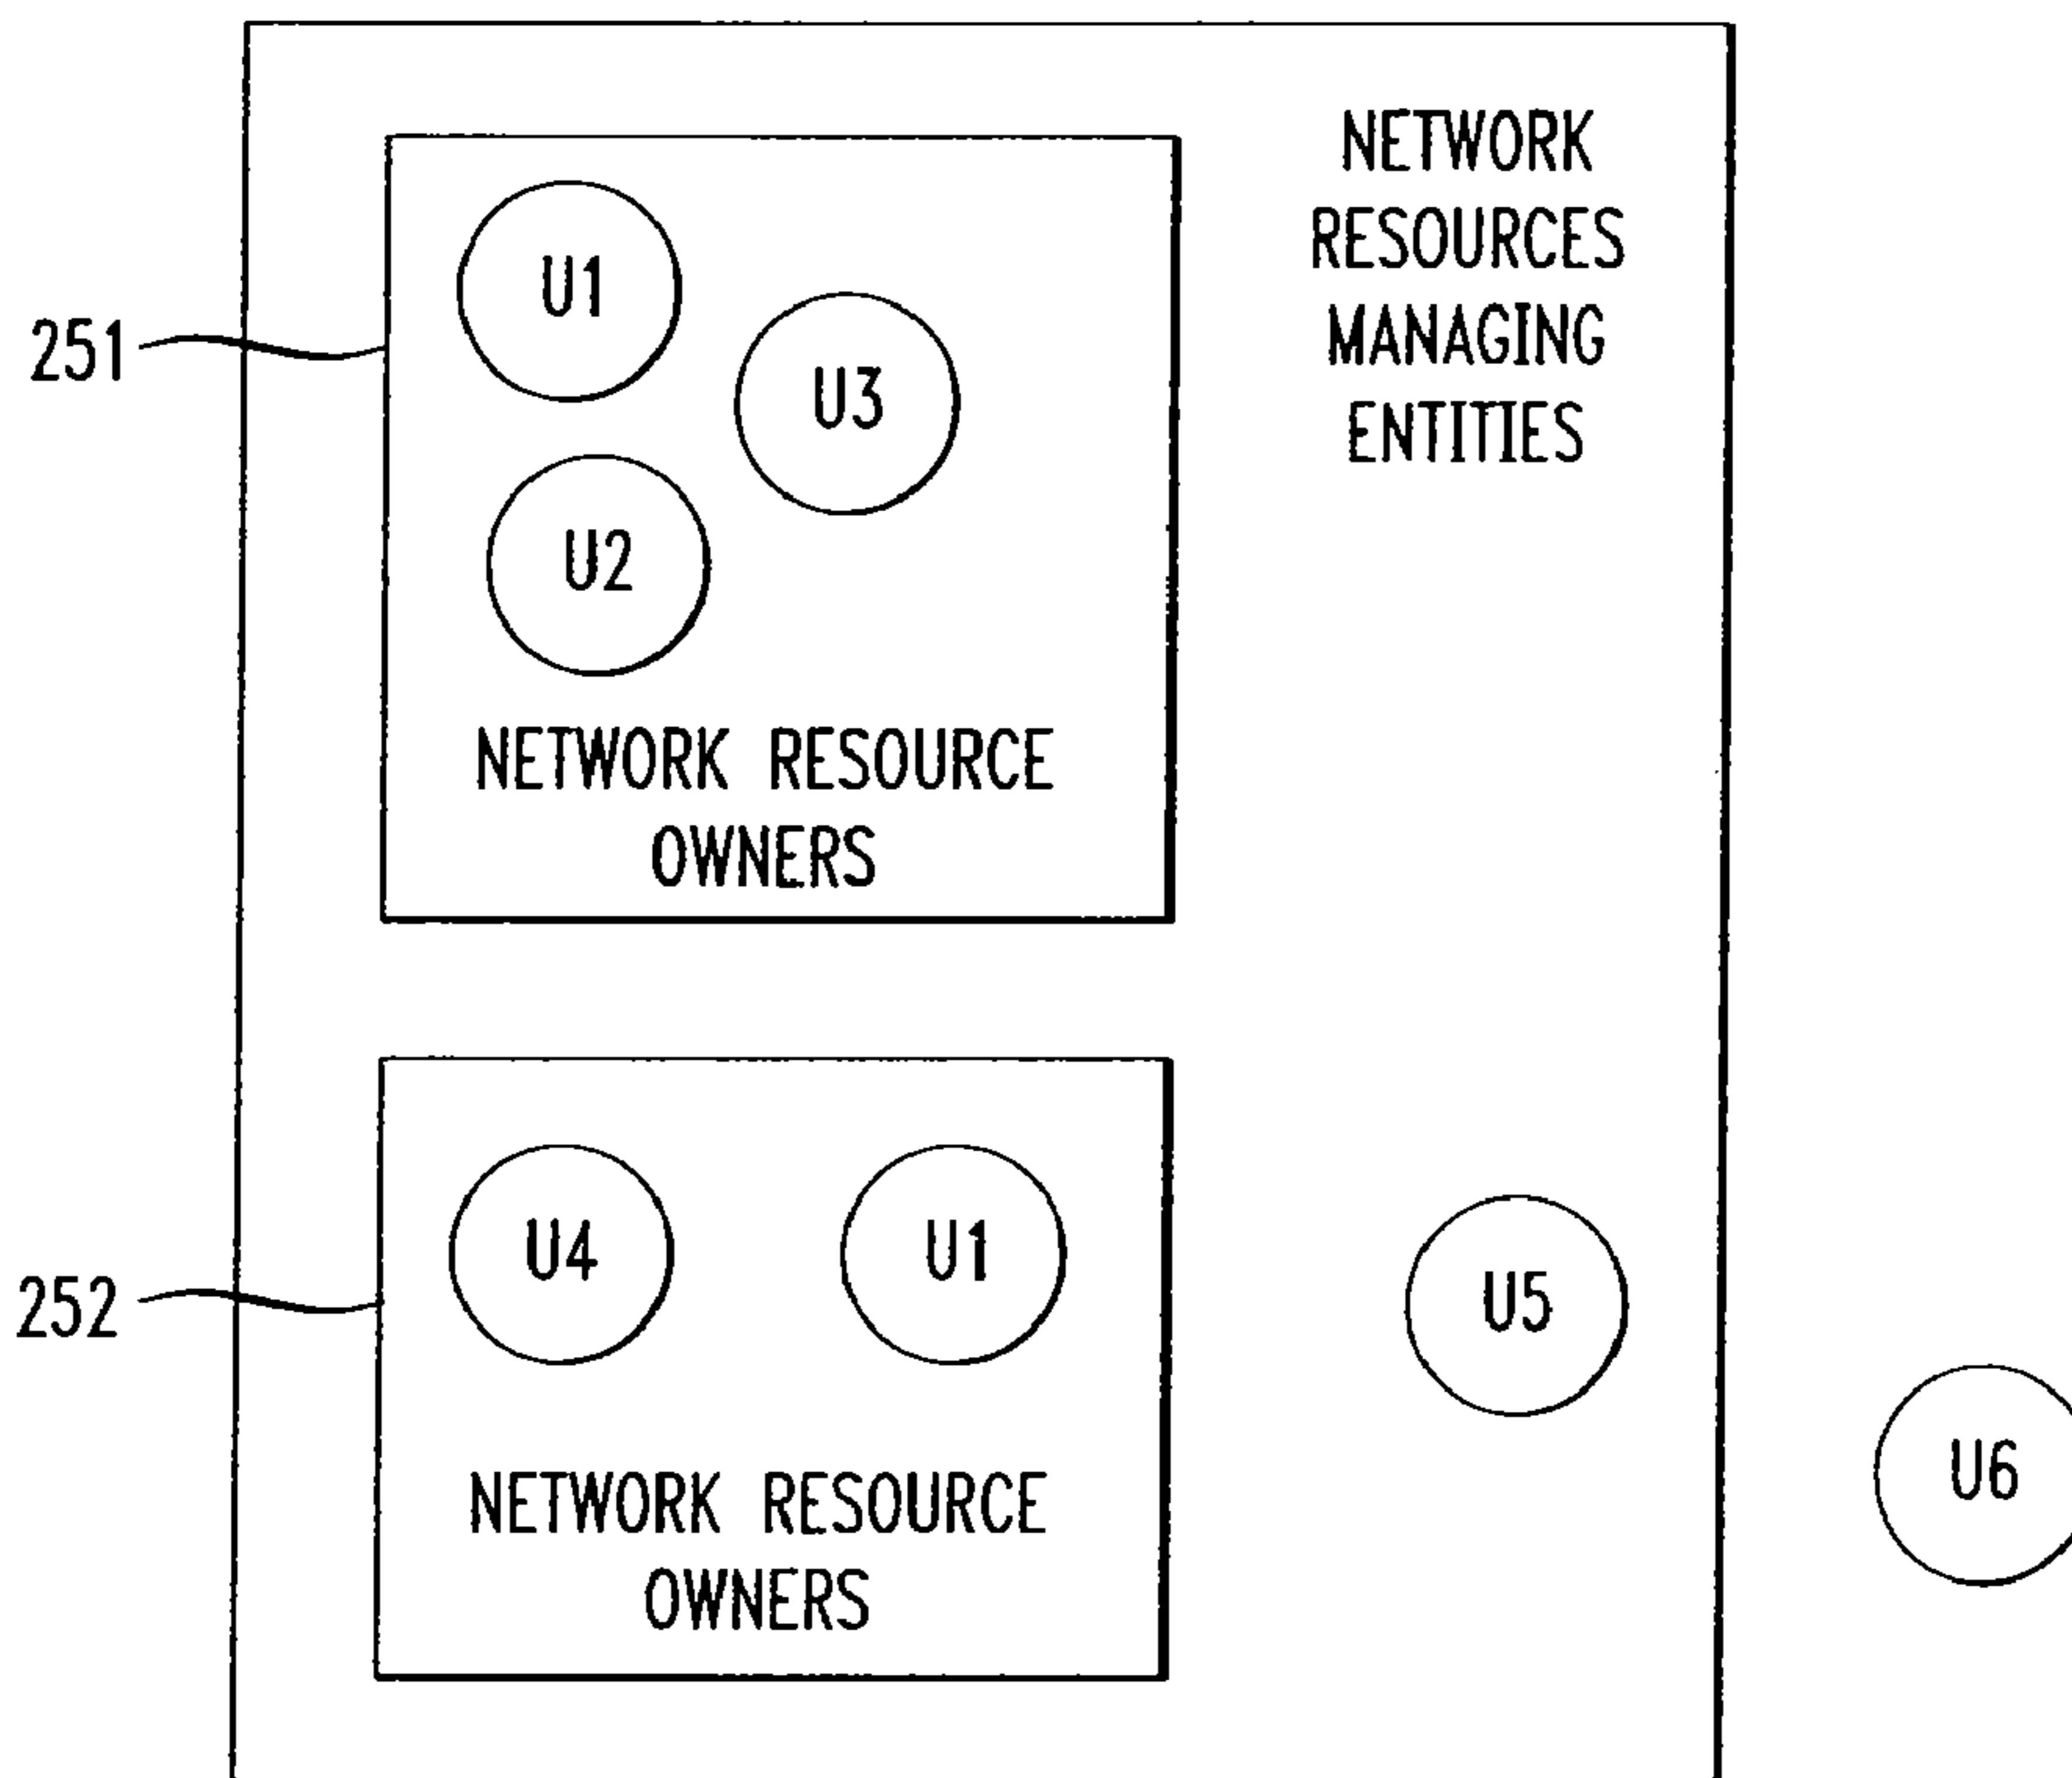 NETWORK
RESOURCES
MANAGING
ENTITIES
251
U1
U3
U2
NETWORK RESOURCE
OWNERS
252
U4
U1
U5
U6
NETWORK RESOURCE
OWNERS